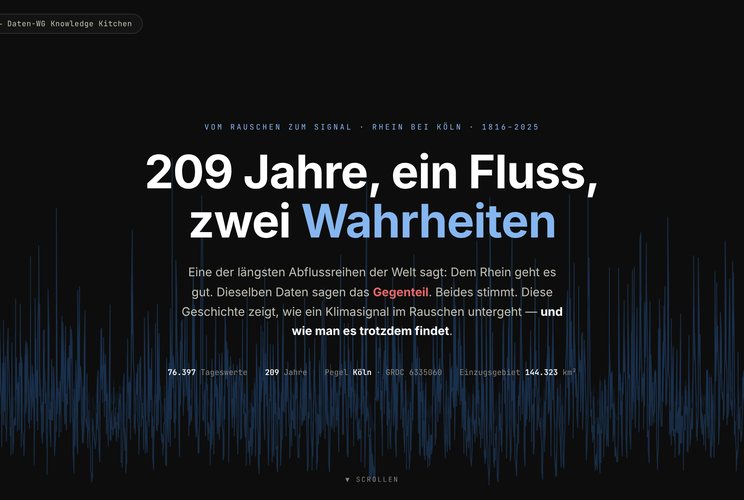 - Daten-WG Knowledge Kitchen
VOM RAUSCHEN ZUM SIGNAL · RHEIN BEI KÖLN · 1816–2025
209 Jahre, ein Fluss,
zwei Wahrheiten
Eine der längsten Abflussreihen der Welt sagt: Dem Rhein geht es
gut. Dieselben Daten sagen das Gegenteil. Beides stimmt. Diese
Geschichte zeigt, wie ein Klimasignal im Rauschen untergeht — und
wie man es trotzdem findet.
76.397 Tageswerte 209 Jahre Pegel Köln · GRDC 6335060 Einzugsgebiet 144.323 km²
▼ SCROLLEN